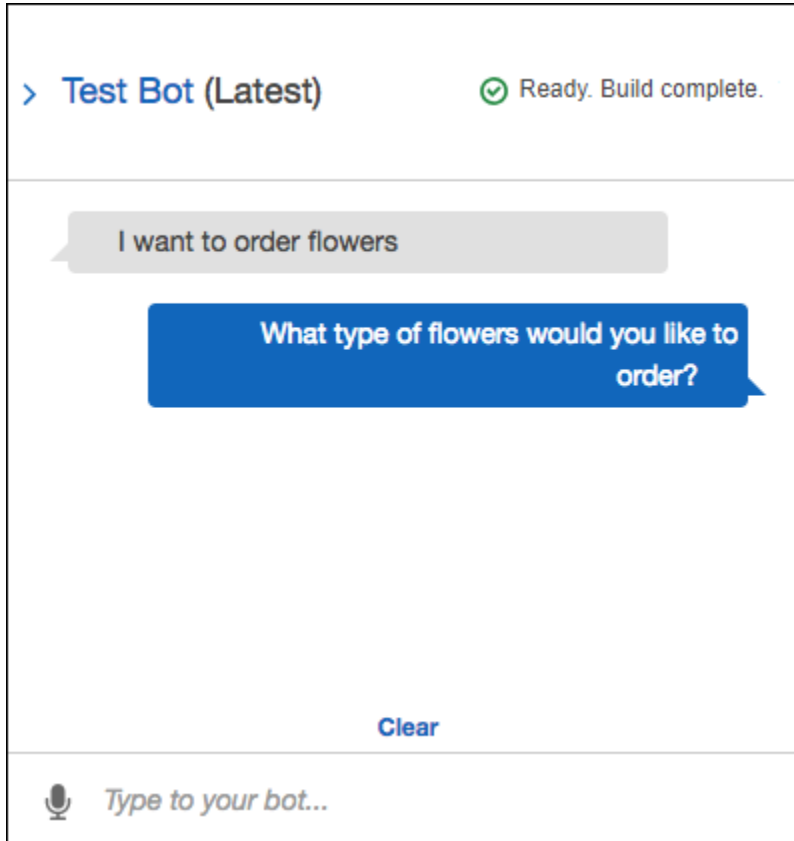 Test Bot (Latest)
Ready. Build complete.
I want to order flowers
What type of flowers would you like to
order?
Clear
Type to your bot...